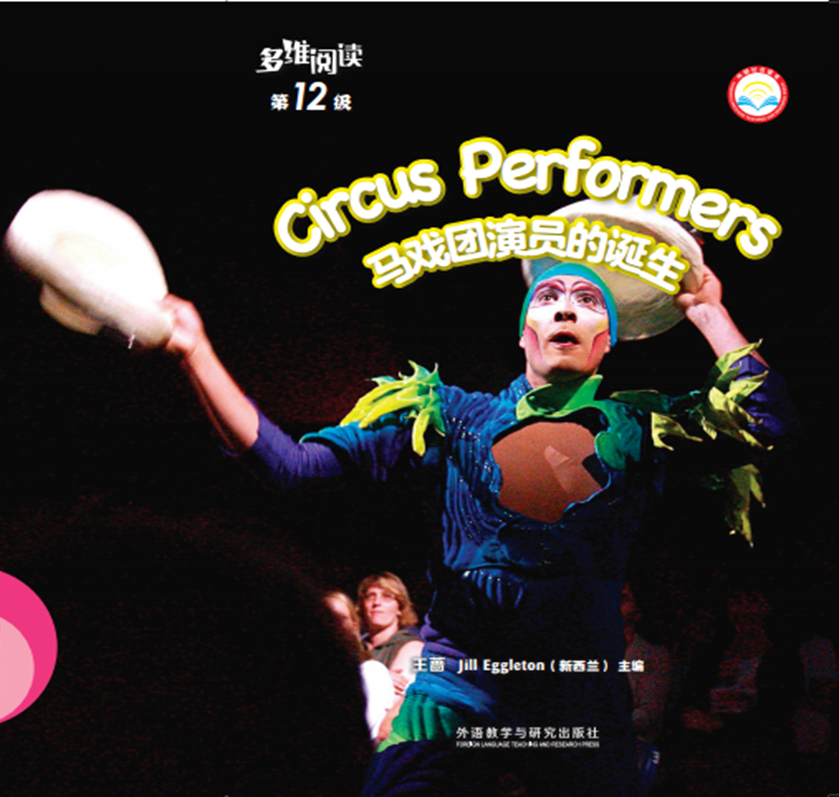 多维阅读
第12级
Circus Performers
马戏团演员的诞生
王蔷 Jill Eggleton（新西兰）主编
外语教学与研究出版社
FOREIGN LANGUAGE TEACHING AND RESEARCH PRESS